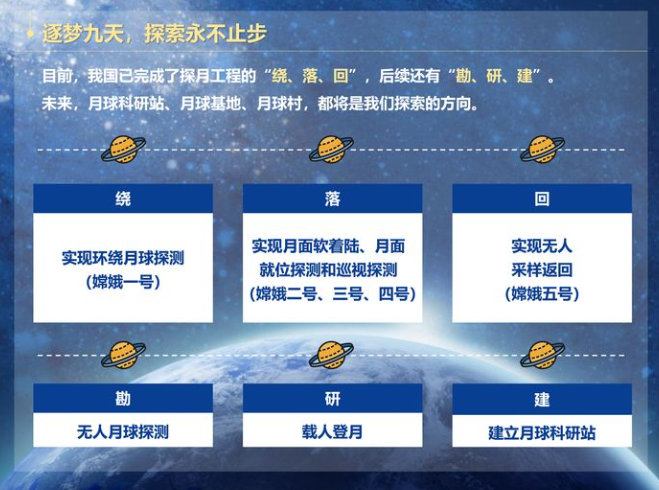 逐梦九天，探索永不止步
目前，我国已完成了探月工程的“绕、落、回”，后续还有“勘、研、建”。
未来，月球科研站、月球基地、月球村，都将是我们探索的方向。
绕
实现环绕月球探测
（嫦娥一号）
落
实现月面软着陆、月面
就位探测和巡视探测
（嫦娥二号、三号、四号）
回
实现无人
采样返回
（嫦娥五号）
勘
无人月球探测
研
载人登月
建
建立月球科研站